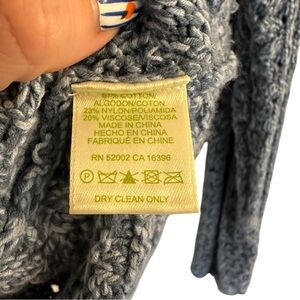 57% COTTON/
ALGODON/COTON
23% NYLON/POLIAMIDA
20% VISCOSE/VISCOSA
MADE IN CHINA
HECHO EN CHINA
FABRIQUÉ EN CHINE
RN 52002 CA 16396
P
DRY CLEAN ONLY